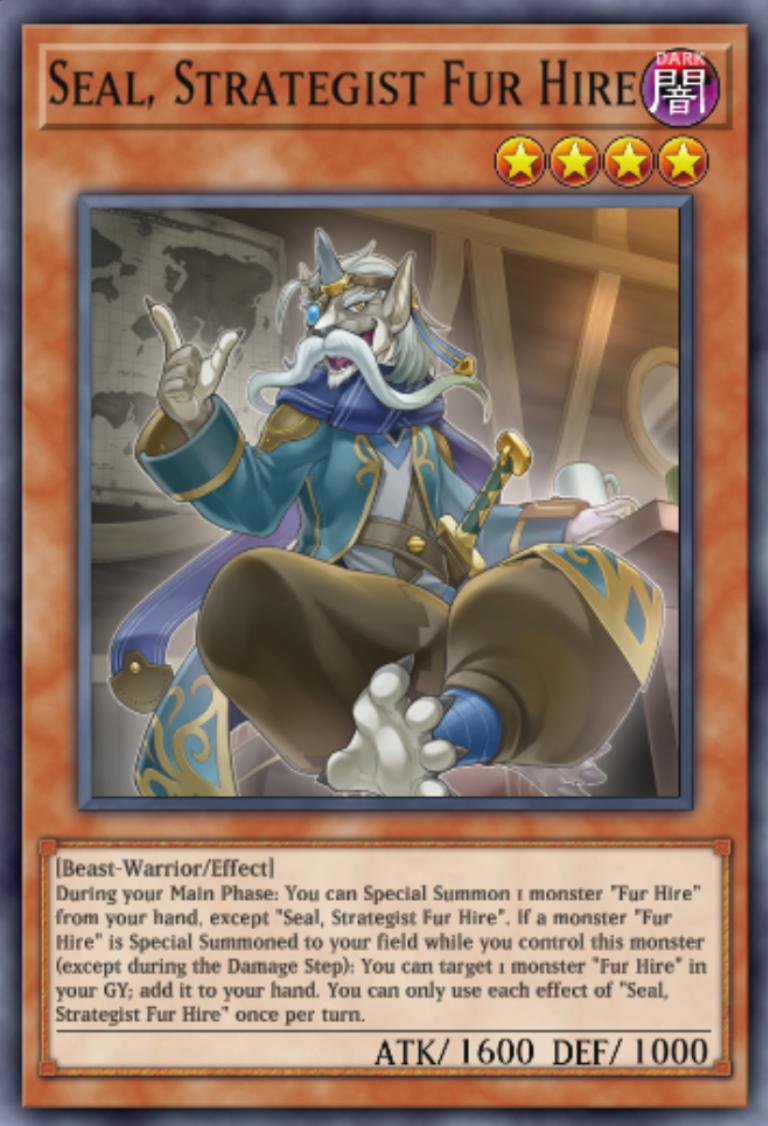 SEAL, STRATEGIST FUR HIRE
DARK
闇
[Beast-Warrior/Effect]
During your Main Phase: You can Special Summon 1 monster "Fur Hire"
from your hand, except "Seal, Strategist Fur Hire". If a monster "Fur
Hire" is Special Summoned to your field while you control this monster
(except during the Damage Step): You can target 1 monster "Fur Hire" in
your GY; add it to your hand. You can only use each effect of "Seal,
Strategist Fur Hire" once per turn.
ATK/ 1600 DEF/ 1000